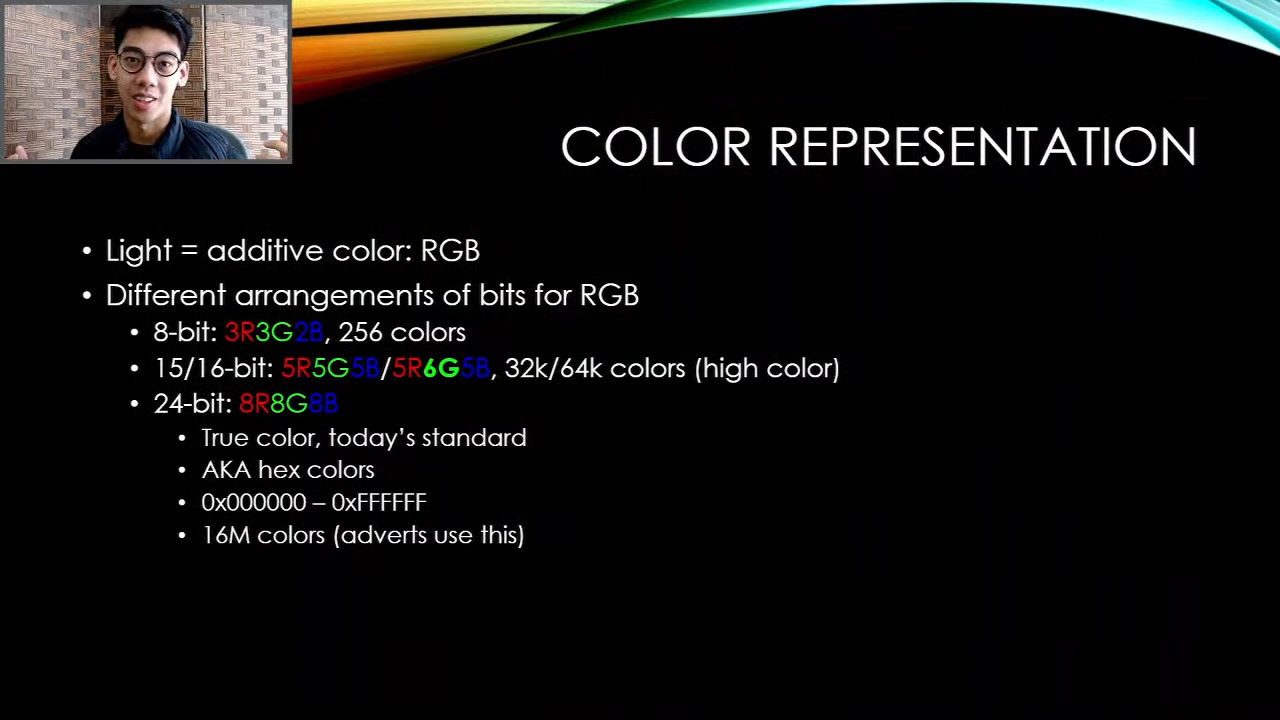 COLOR REPRESENTATION
• Light = additive color: RGB
• Different arrangements of bits for RGB
• 8-bit: 3R3G2B, 256 colors
• 15/16-bit: 5R5G5B/5R6G5B, 32k/64k colors (high color)
• 24-bit: 8R8G8B
• True color, today's standard
• AKA hex colors
• 0x000000 – 0xFFFFFF
• 16M colors (adverts use this)